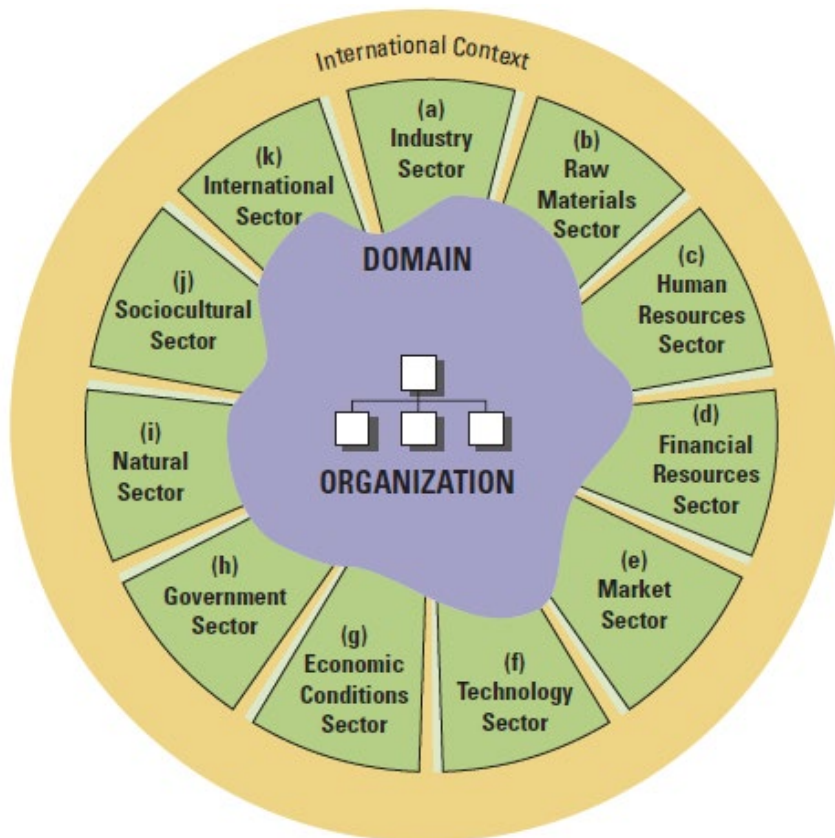 International Context
(a)
Industry
Sector
(b)
Raw
Materials
Sector
(c)
Human
Resources
Sector
(d)
Financial
Resources
Sector
(e)
Market
Sector
(f)
Technology
Sector
(g)
Economic
Conditions
Sector
(h)
Government
Sector
(i)
Natural
Sector
(j)
Sociocultural
Sector
(k)
International
Sector
DOMAIN
ORGANIZATION